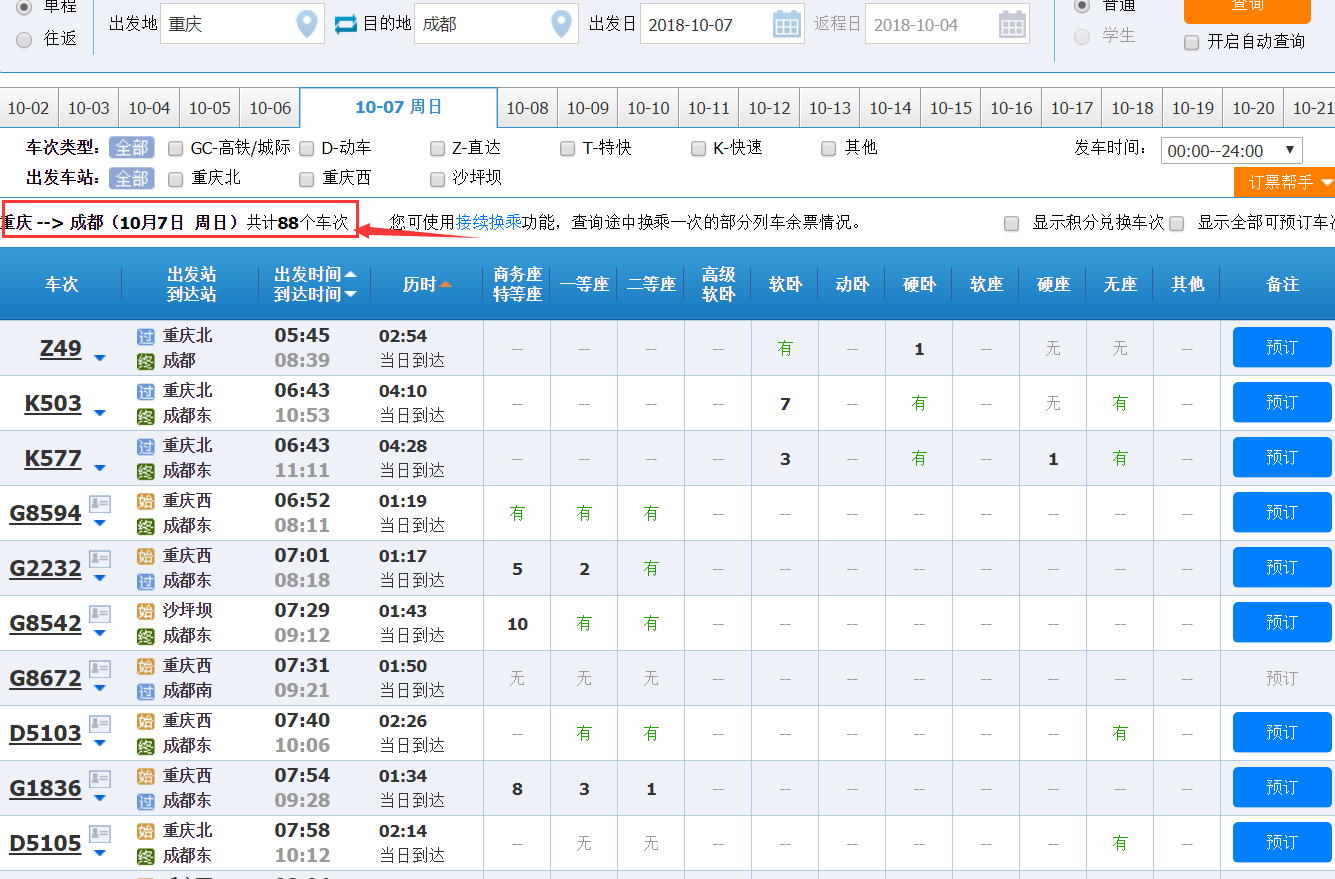 单程 出发地 重庆 目的地 成都 出发日 2018-10-07 返程日 2018-10-04 普通 查询
往返 学生 开启自动查询
10-02 10-03 10-04 10-05 10-06 10-07 周日 10-08 10-09 10-10 10-11 10-12 10-13 10-14 10-15 10-16 10-17 10-18 10-19 10-20 10-21
车次类型: 全部 GC-高铁/城际 D-动车 Z-直达 T-特快 K-快速 其他 发车时间: 00:00--24:00
出发车站: 全部 重庆北 重庆西 沙坪坝
订票帮手
重庆 --> 成都（10月7日 周日）共计88个车次 您可使用接续换乘功能，查询途中换乘一次的部分列车余票情况。 显示积分兑换车次 显示全部可预订车次
车次 出发站 出发时间 历时 商务座 一等座 二等座 高级 软卧 动卧 硬卧 软座 硬座 无座 其他 备注
到达站 到达时间 特等座 软卧
Z49 过 重庆北 05:45 02:54 -- -- -- -- 有 -- 1 -- 无 无 -- 预订
终 成都 08:39 当日到达
K503 过 重庆北 06:43 04:10 -- -- -- -- 7 -- 有 -- 无 有 -- 预订
终 成都东 10:53 当日到达
K577 过 重庆北 06:43 04:28 -- -- -- -- 3 -- 有 -- 1 有 -- 预订
终 成都东 11:11 当日到达
G8594 始 重庆西 06:52 01:19 有 有 有 -- -- -- -- -- -- -- -- 预订
终 成都东 08:11 当日到达
G2232 始 重庆西 07:01 01:17 5 2 有 -- -- -- -- -- -- -- -- 预订
过 成都东 08:18 当日到达
G8542 始 沙坪坝 07:29 01:43 10 有 有 -- -- -- -- -- -- -- -- 预订
终 成都东 09:12 当日到达
G8672 始 重庆西 07:31 01:50 无 无 无 -- -- -- -- -- -- -- -- 预订
过 成都南 09:21 当日到达
D5103 始 重庆西 07:40 02:26 -- 有 有 -- -- -- -- -- -- 有 -- 预订
终 成都东 10:06 当日到达
G1836 始 重庆西 07:54 01:34 8 3 1 -- -- -- -- -- -- -- -- 预订
过 成都东 09:28 当日到达
D5105 始 重庆北 07:58 02:14 -- 无 无 -- -- -- -- -- -- 有 -- 预订
终 成都东 10:12 当日到达